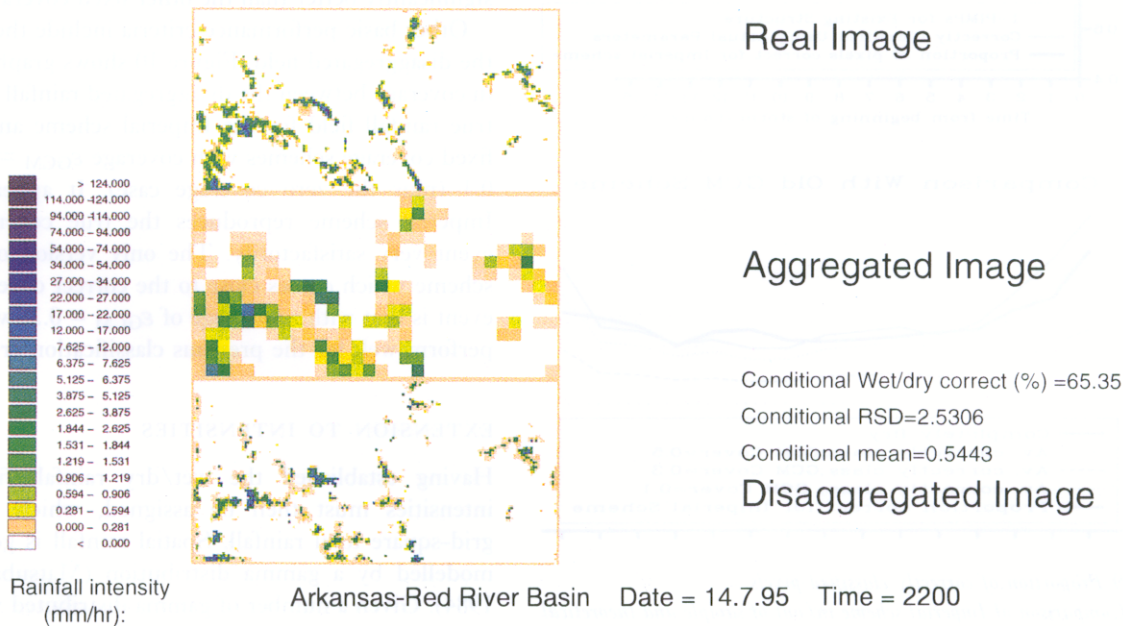 Real Image
> 124.000
114.000 -124.000
94.000 -114.000
74.000 - 94.000
54.000 - 74.000
34.000 - 54.000
27.000 - 34.000
22.000 - 27.000
17.000 - 22.000
12.000 - 17.000
7.625 - 12.000
6.375 - 7.625
5.125 - 6.375
3.875 - 5.125
2.625 - 3.875
1.844 - 2.625
1.531 - 1.844
1.219 - 1.531
0.906 - 1.219
0.594 - 0.906
0.281 - 0.594
0.000 - 0.281
< 0.000
Rainfall intensity
(mm/hr):
Aggregated Image
Conditional Wet/dry correct (%) =65.35
Conditional RSD=2.5306
Conditional mean=0.5443
Disaggregated Image
Arkansas-Red River Basin Date = 14.7.95 Time = 2200